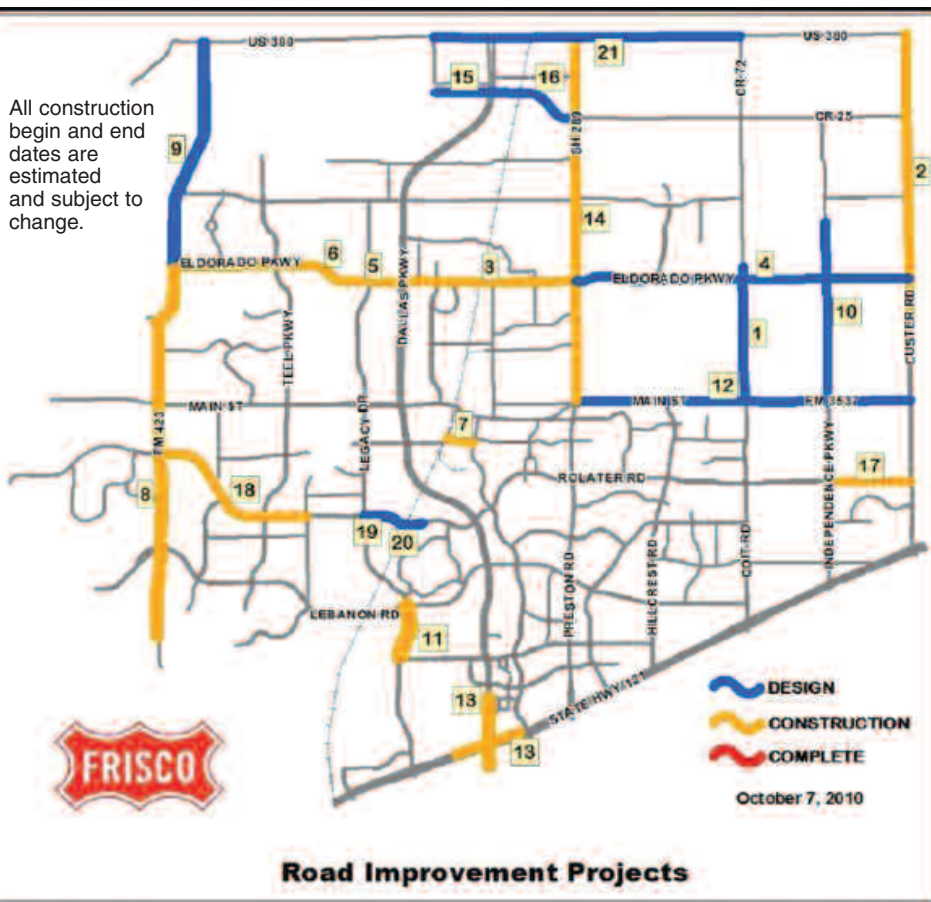 US 380
US 380
21
15
16
CR 72
All construction
begin and end
dates are
estimated
and subject to
change.
9
SH 289
CR 25
2
14
ELDORADO PKWY
6
5
3
DALLAS PKWY
ELDORADO PKWY
4
10
1
CUSTER RD
TEEL PKWY
12
MAIN ST
MAIN ST
FM 3537
FM 423
LEGACY DR
7
INDEPENDENCE PKWY
17
ROLATER RD
8
18
19
20
PRESTON RD
HILLCREST RD
COIT RD
LEBANON RD
11
13
STATE HWY 121
13
DESIGN
CONSTRUCTION
COMPLETE
FRISCO
October 7, 2010
Road Improvement Projects